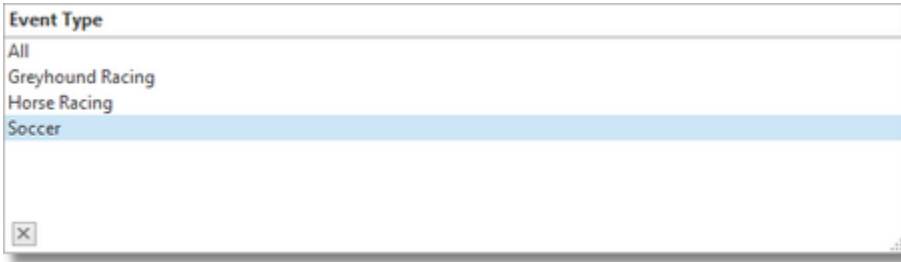 Event Type
All
Greyhound Racing
Horse Racing
Soccer